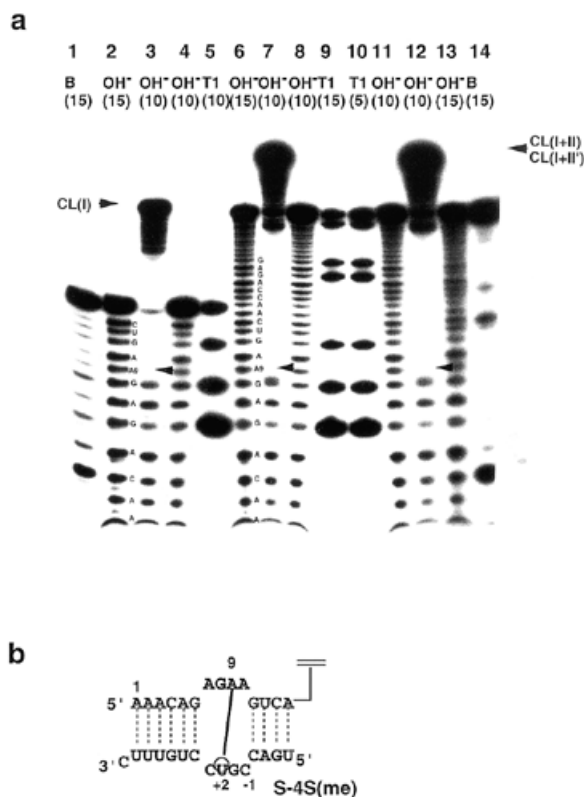 a
1 2 3 4 5 6 7 8 9 10 11 12 13 14
B OH⁻ OH⁻ OH⁻ T1 OH⁻ OH⁻ OH⁻ T1 T1 OH⁻ OH⁻ OH⁻ B
(15) (15) (10) (10) (10) (15) (10) (10) (15) (5) (10) (10) (15) (15)
CL(I+II)
CL(I+II')
CL(I)
C
U
G
A
A9
G
A
G
A
C
A
A
G
A
G
A
C
C
A
A
C
U
G
A
A9
G
A
G
A
C
A
A
b
1 9
AGAA
5' AAACAG GUCA
3' C UUUGUC CUGC CAGU 5'
+2 -1 S-4S(me)